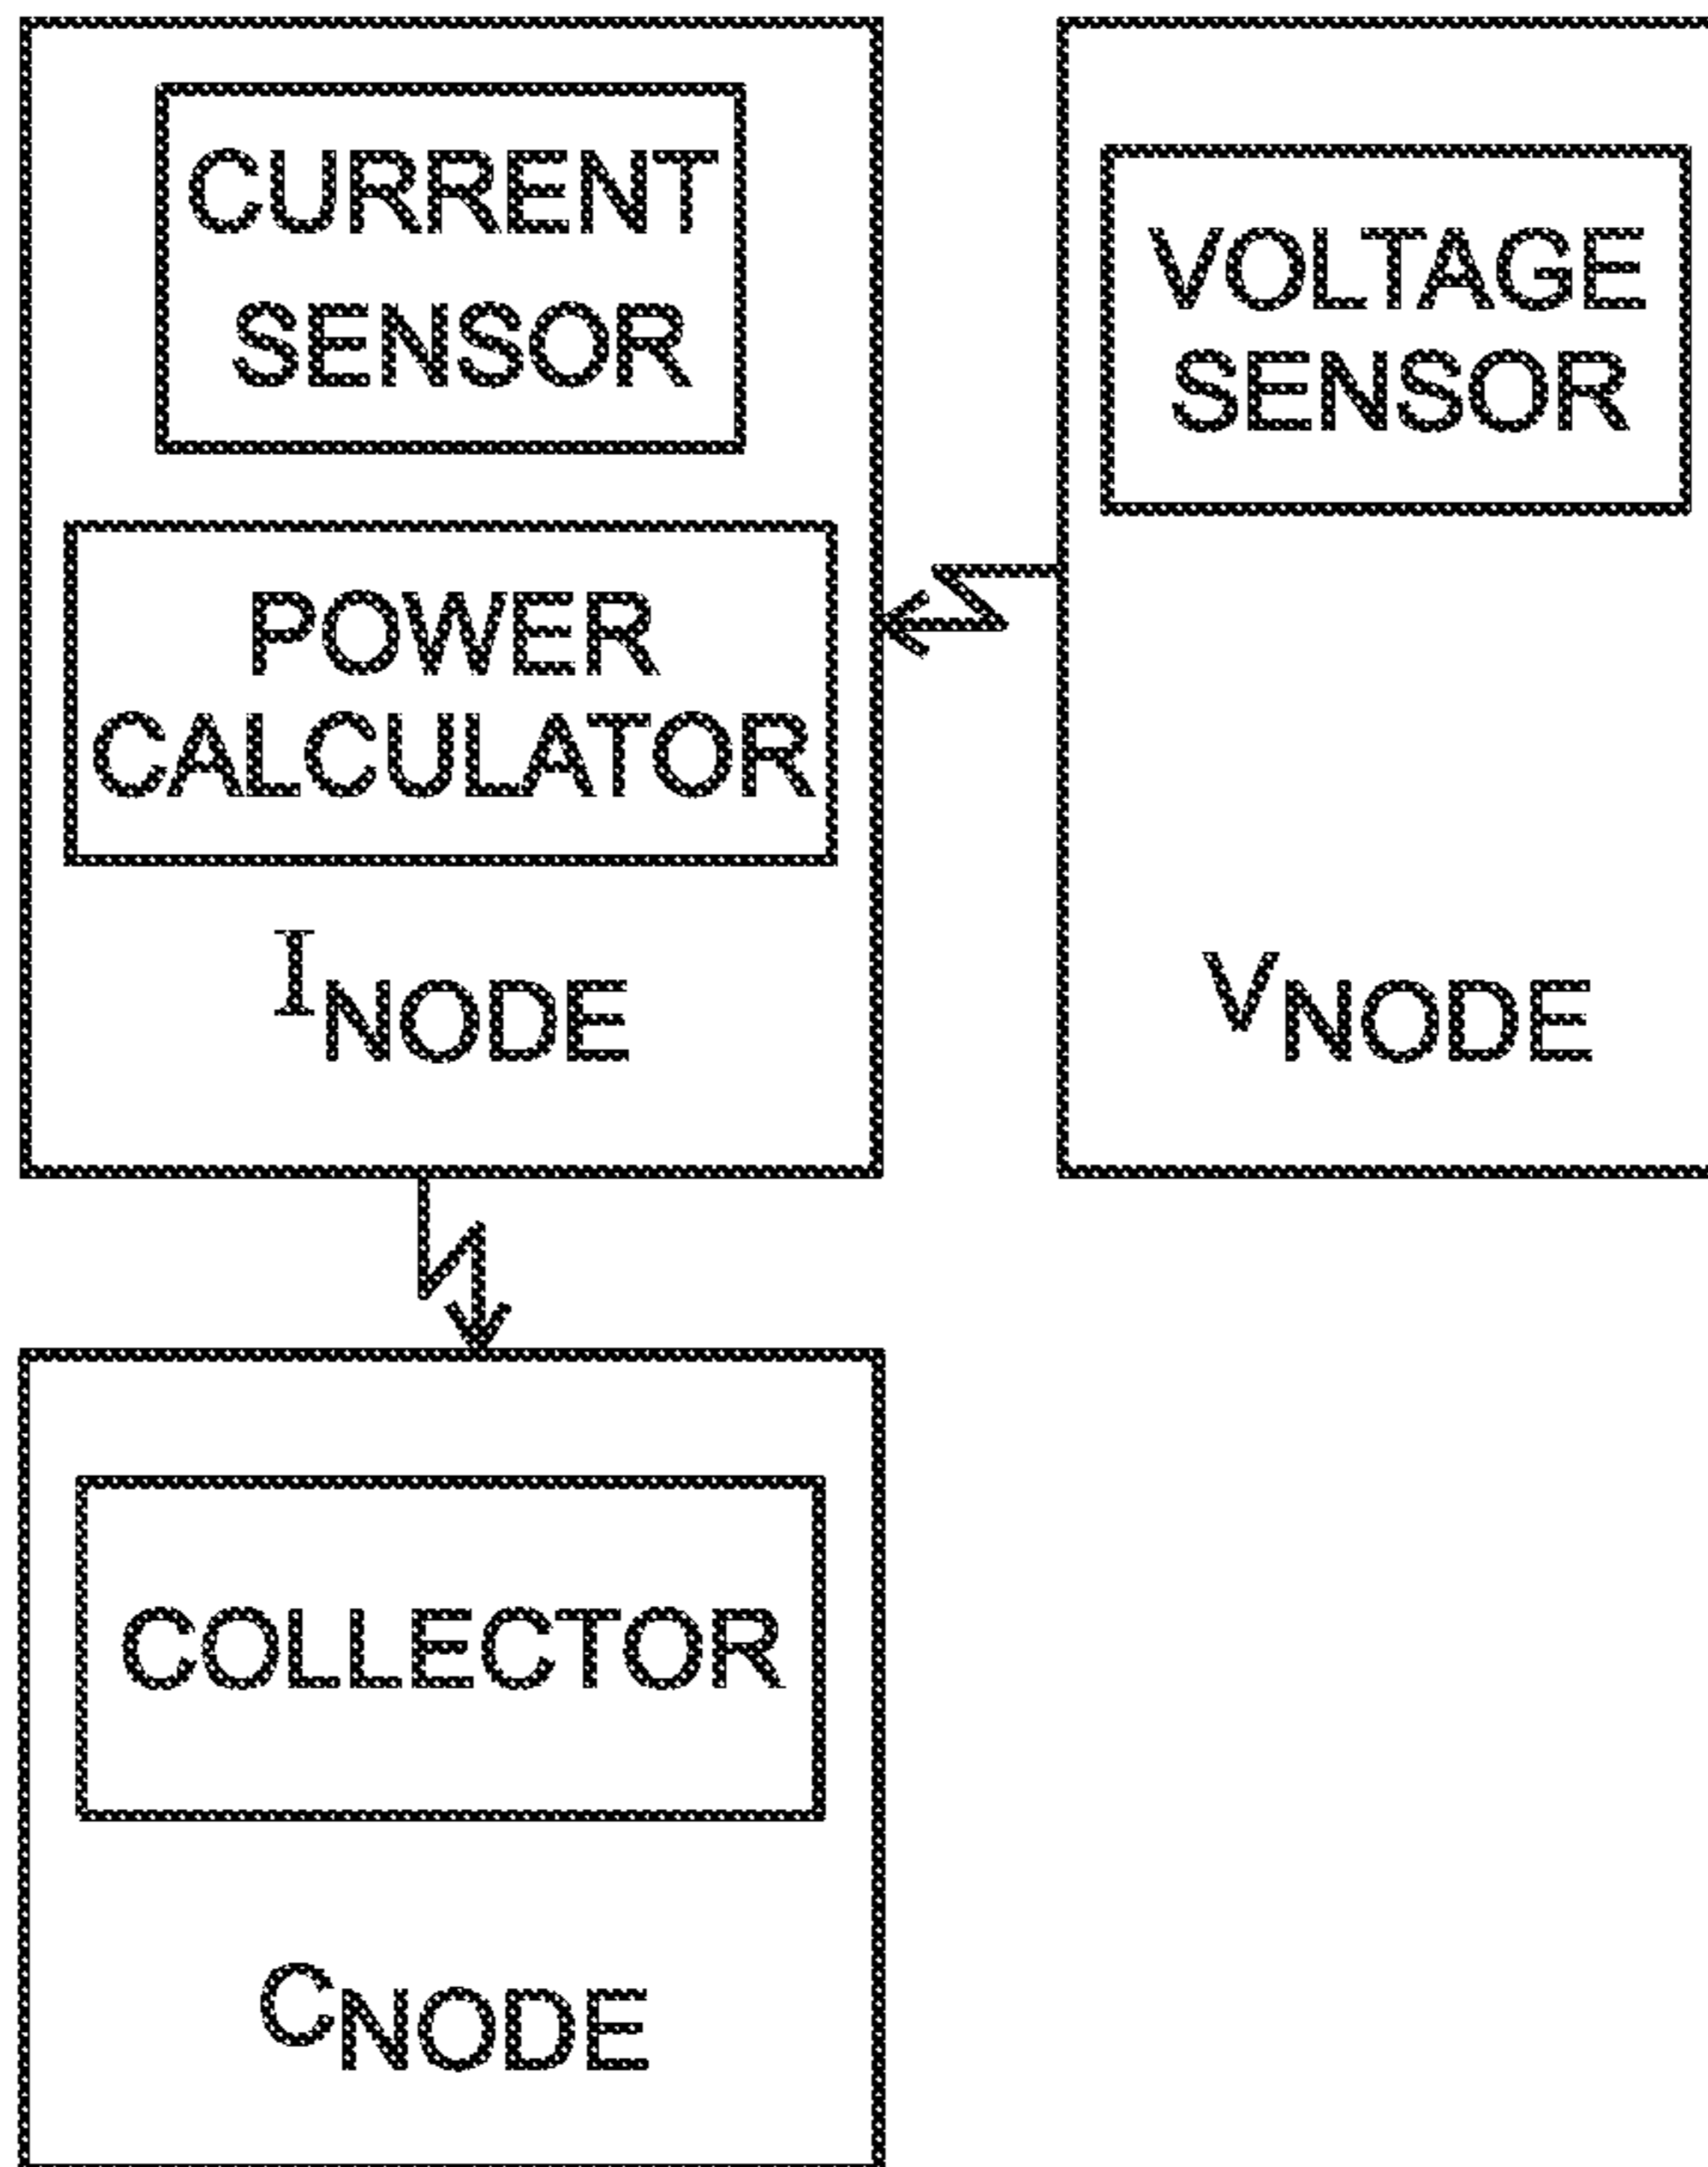 CURRENT
SENSOR
POWER
CALCULATOR
INODE
VOLTAGE
SENSOR
VNODE
COLLECTOR
CNODE